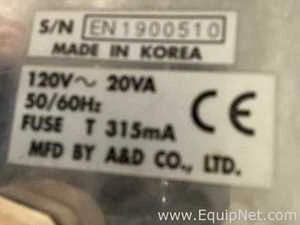 S/N EN1900510
MADE IN KOREA
120V～ 20VA
50/60Hz
FUSE T 315mA
CE
MFD BY A&D CO., LTD.
www.EquipNet.com